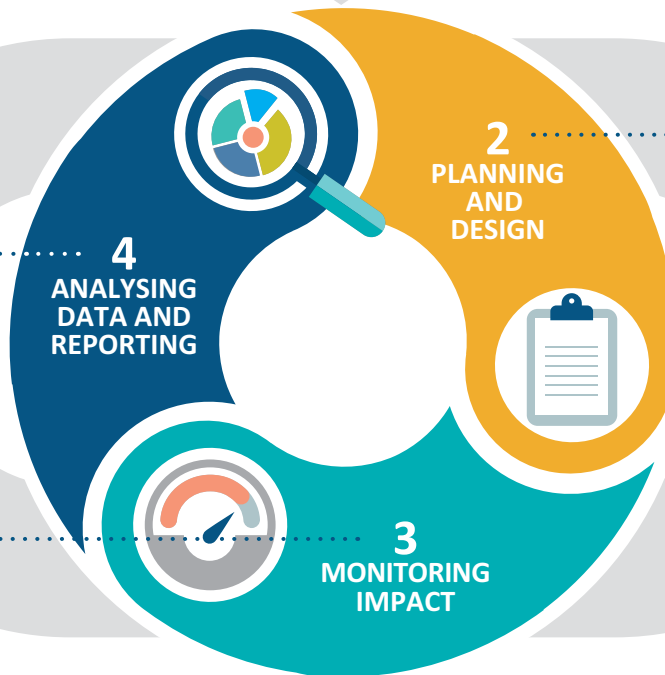 2
PLANNING
AND
DESIGN
4
ANALYSING
DATA AND
REPORTING
3
MONITORING
IMPACT